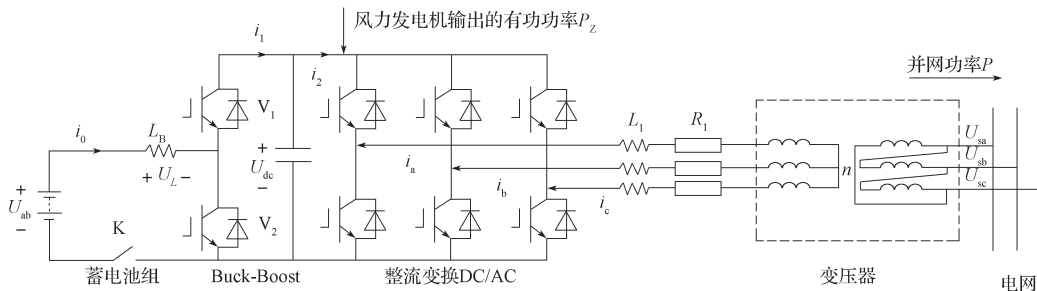 风力发电机输出的有功功率P_Z
i_1
i_2
并网功率P
V_1
i_0
L_B
+ U_L −
+
U_dc
−
L_1
R_1
i_a
i_b
i_c
n
U_sa
U_sb
U_sc
+
U_ab
−
K
V_2
蓄电池组
Buck-Boost
整流变换DC/AC
变压器
电网